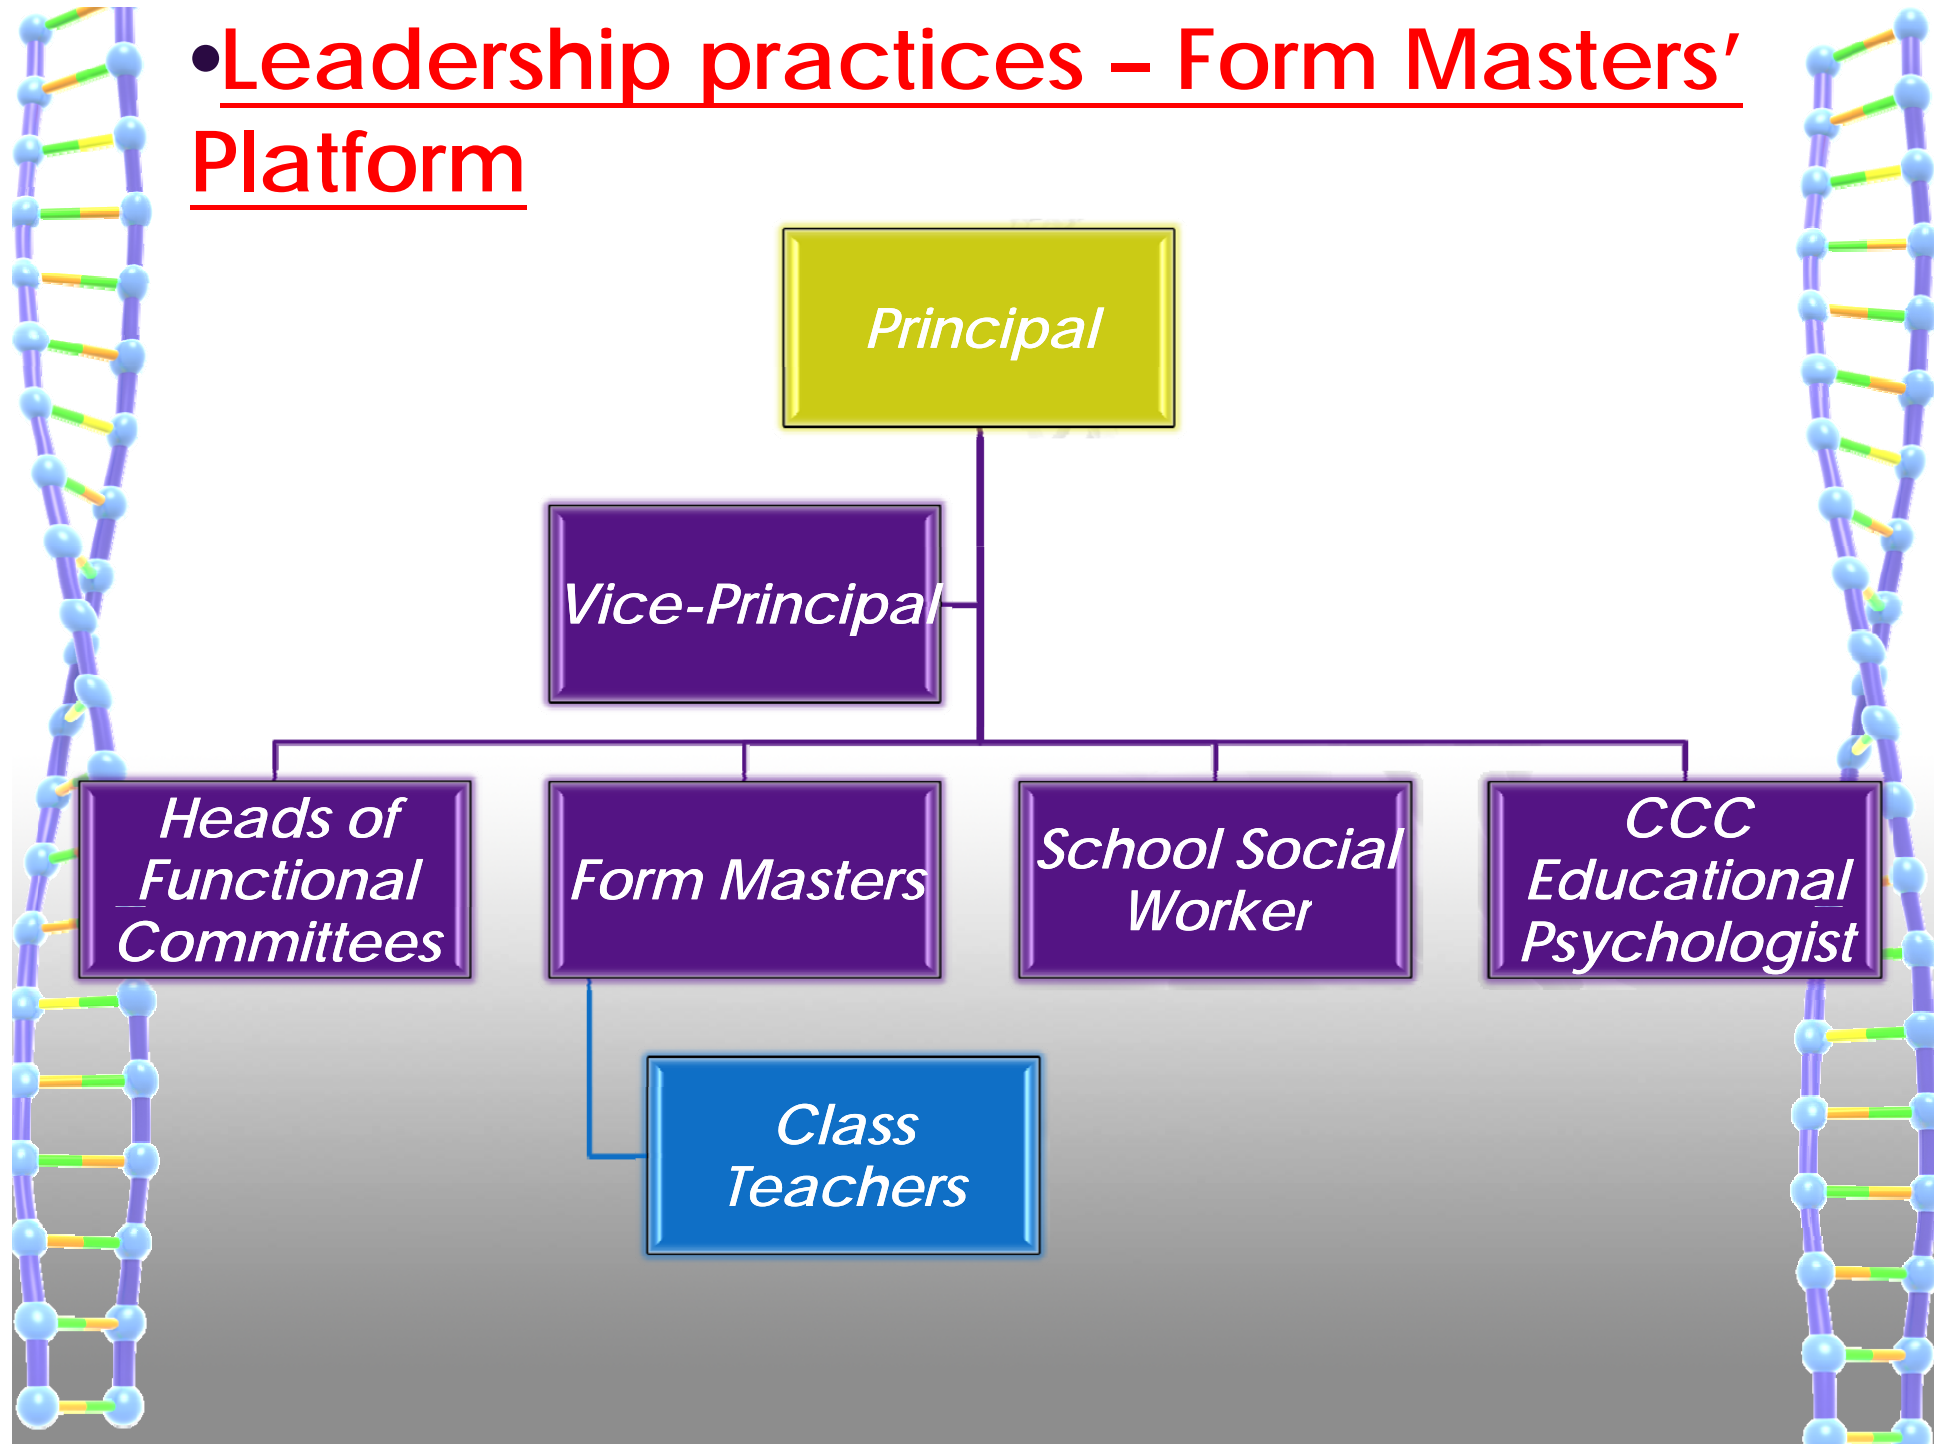 •Leadership practices – Form Masters’
Platform
Principal
Vice-Principal
Heads of
Functional
Committees
Form Masters
School Social
Worker
CCC
Educational
Psychologist
Class
Teachers